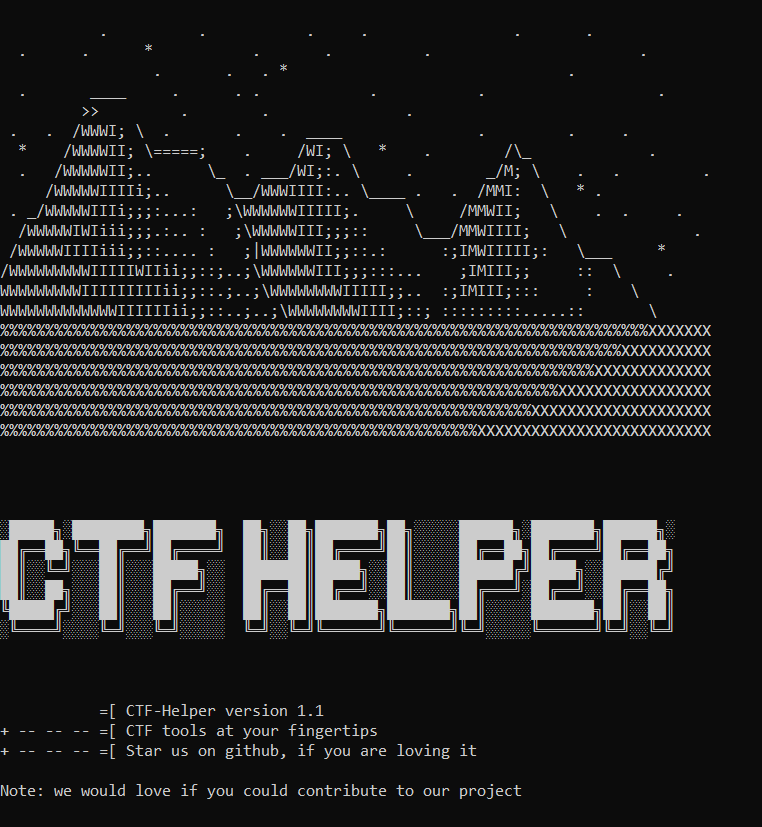 CTF HELPER
=[ CTF-Helper version 1.1
+ -- -- -- =[ CTF tools at your fingertips
+ -- -- -- =[ Star us on github, if you are loving it
Note: we would love if you could contribute to our project